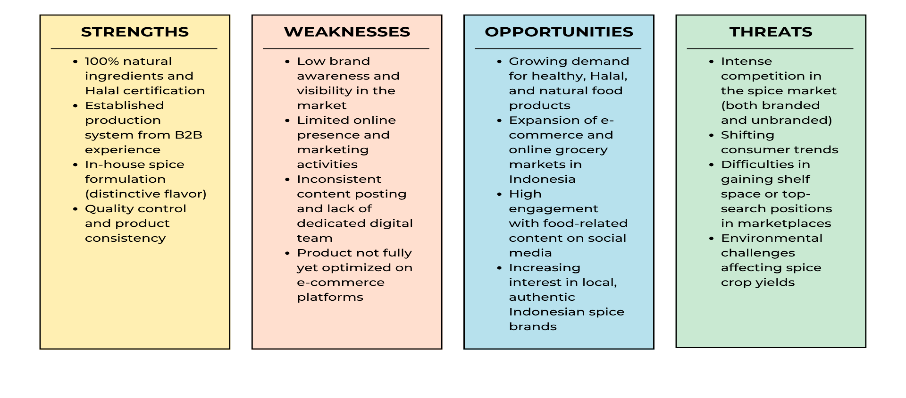 STRENGTHS
• 100% natural
ingredients and
Halal certification
• Established
production
system from B2B
experience
• In-house spice
formulation
(distinctive flavor)
• Quality control
and product
consistency
WEAKNESSES
• Low brand
awareness and
visibility in the
market
• Limited online
presence and
marketing
activities
• Inconsistent
content posting
and lack of
dedicated digital
team
• Product not fully
yet optimized on
e-commerce
platforms
OPPORTUNITIES
• Growing demand
for healthy, Halal,
and natural food
products
• Expansion of e-
commerce and
online grocery
markets in
Indonesia
• High
engagement
with food-related
content on social
media
• Increasing
interest in local,
authentic
Indonesian spice
brands
THREATS
• Intense
competition in
the spice market
(both branded
and unbranded)
• Shifting
consumer trends
• Difficulties in
gaining shelf
space or top-
search positions
in marketplaces
• Environmental
challenges
affecting spice
crop yields